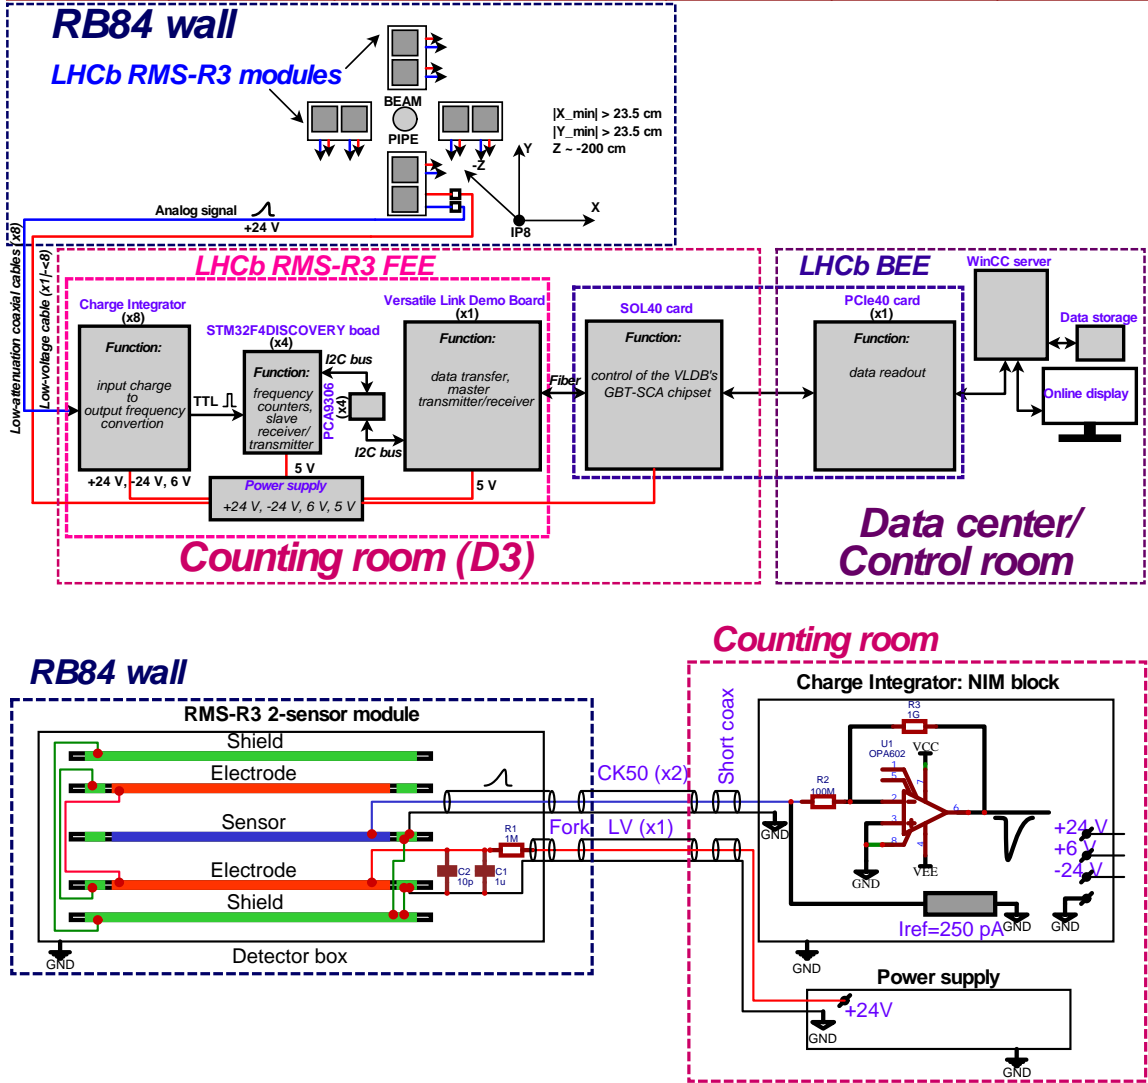 RB84 wall
LHCb RMS-R3 modules
BEAM
PIPE
|X_min| > 23.5 cm
|Y_min| > 23.5 cm
Z ~ -200 cm
Y
-Z
X
IP8
Analog signal
+24 V
Low-attenuation coaxial cables (x8)
Low-voltage cable (x1|-<8)
LHCb RMS-R3 FEE
Charge Integrator
(x8)
Function:
input charge
to
output frequency
convertion
TTL
STM32F4DISCOVERY boad
(x4)
Function:
frequency
counters,
slave
receiver/
transmitter
I2C bus
PCA9306
(x4)
I2C bus
Versatile Link Demo Board
(x1)
Function:
data transfer,
master
transmitter/receiver
Fiber
SOL40 card
Function:
control of the VLDB's
GBT-SCA chipset
LHCb BEE
PCIe40 card
(x1)
Function:
data readout
WinCC server
Data storage
Online display
+24 V, -24 V, 6 V
5 V
5 V
Power supply
+24 V, -24 V, 6 V, 5 V
Counting room (D3)
Data center/
Control room
RB84 wall
RMS-R3 2-sensor module
Shield
Electrode
Sensor
Electrode
Shield
GND
Detector box
C2
10p
C1
1u
R1
1M
Fork
CK50 (x2)
LV (x1)
Short coax
Counting room
Charge Integrator: NIM block
GND
R2
100M
R3
1G
U1
OPA602
VCC
1
5
2
3
8
7
6
4
VEE
GND
Iref=250 pA
GND
+24 V
+6 V
-24 V
GND
GND
Power supply
+24V
GND
GND